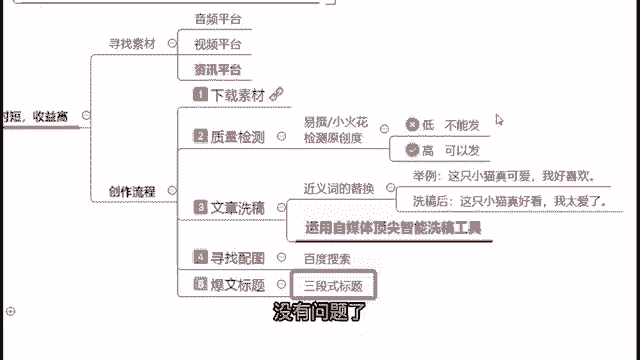 音频平台
寻找素材
视频平台
资讯平台
时短，收益高
1 下载素材
2 质量检测
易撰/小火花
检测原创度
低 不能发
高 可以发
创作流程
3 文章洗稿
近义词的替换
举例：这只小猫真可爱，我好喜欢。
洗稿后：这只小猫真好看，我太爱了。
运用自媒体顶尖智能洗稿工具
4 寻找配图
百度搜索
5 爆文标题
三段式标题
没有问题了